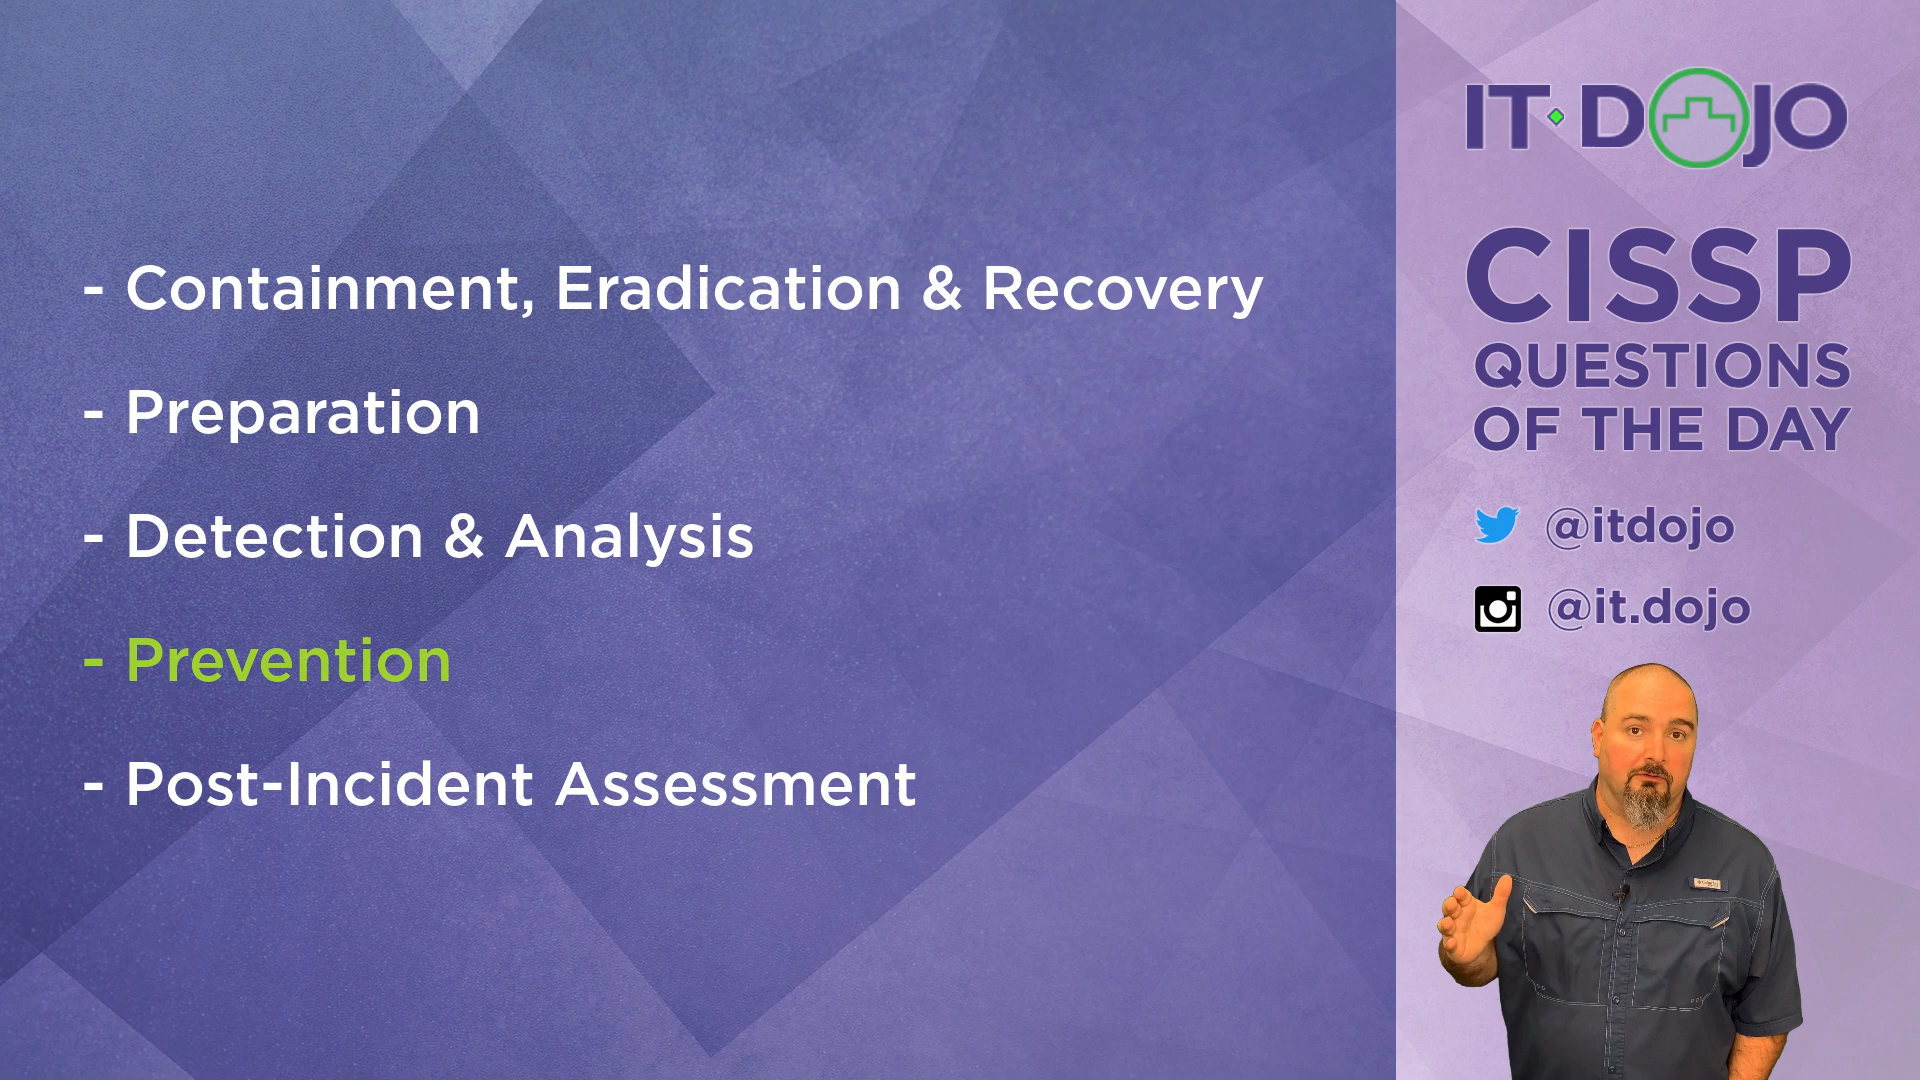 - Containment, Eradication & Recovery
- Preparation
- Detection & Analysis
- Prevention
- Post-Incident Assessment
IT DOJO
CISSP
QUESTIONS
OF THE DAY
@itdojo
@it.dojo